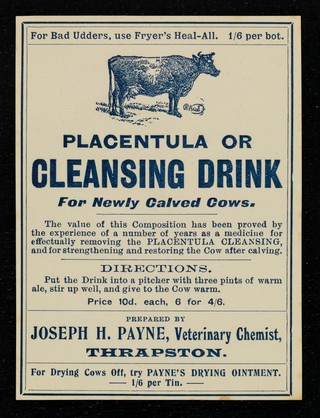 For Bad Udders, use Fryer's Heal-All. 1/6 per bot.
PLACENTULA OR
CLEANSING DRINK
For Newly Calved Cows.
The value of this Composition has been proved by
the experience of a number of years as a medicine for
effectually removing the PLACENTULA CLEANSING,
and for strengthening and restoring the Cow after calving.
DIRECTIONS.
Put the Drink into a pitcher with three pints of warm
ale, stir up well, and give to the Cow warm.
Price 10d. each, 6 for 4/6.
PREPARED BY
JOSEPH H. PAYNE, Veterinary Chemist,
THRAPSTON.
For Drying Cows Off, try PAYNE'S DRYING OINTMENT.
1/6 per Tin.